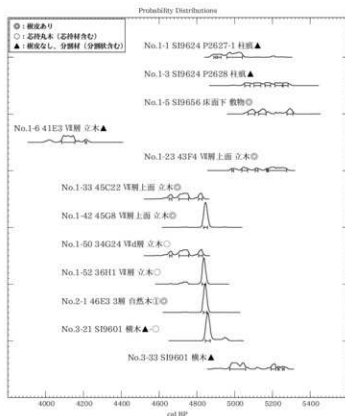 Probability Distributions
◎：樹皮あり
○：芯持丸木（芯持材含む）
▲：樹皮なし、分割材（分割状含む）
No.1-1 SI9624 P2627-1 柱痕▲
No.1-3 SI9624 P2628 柱痕▲
No.1-5 SI9656 床面下 敷物◎
No.1-6 41E3 Ⅶ層 立木▲
No.1-23 43F4 Ⅶ層上面 立木◎
No.1-33 45C22 Ⅶ層上面 立木◎
No.1-42 45G8 Ⅶ層上面 立木◎
No.1-50 34G24 Ⅶd層 立木○
No.1-52 36H1 Ⅶ層 立木○
No.2-1 46E3 3層 自然木①◎
No.3-21 SI9601 横木▲-○
No.3-33 SI9601 横木▲
4000 4200 4400 4600 4800 5000 5200 5400
cal BP